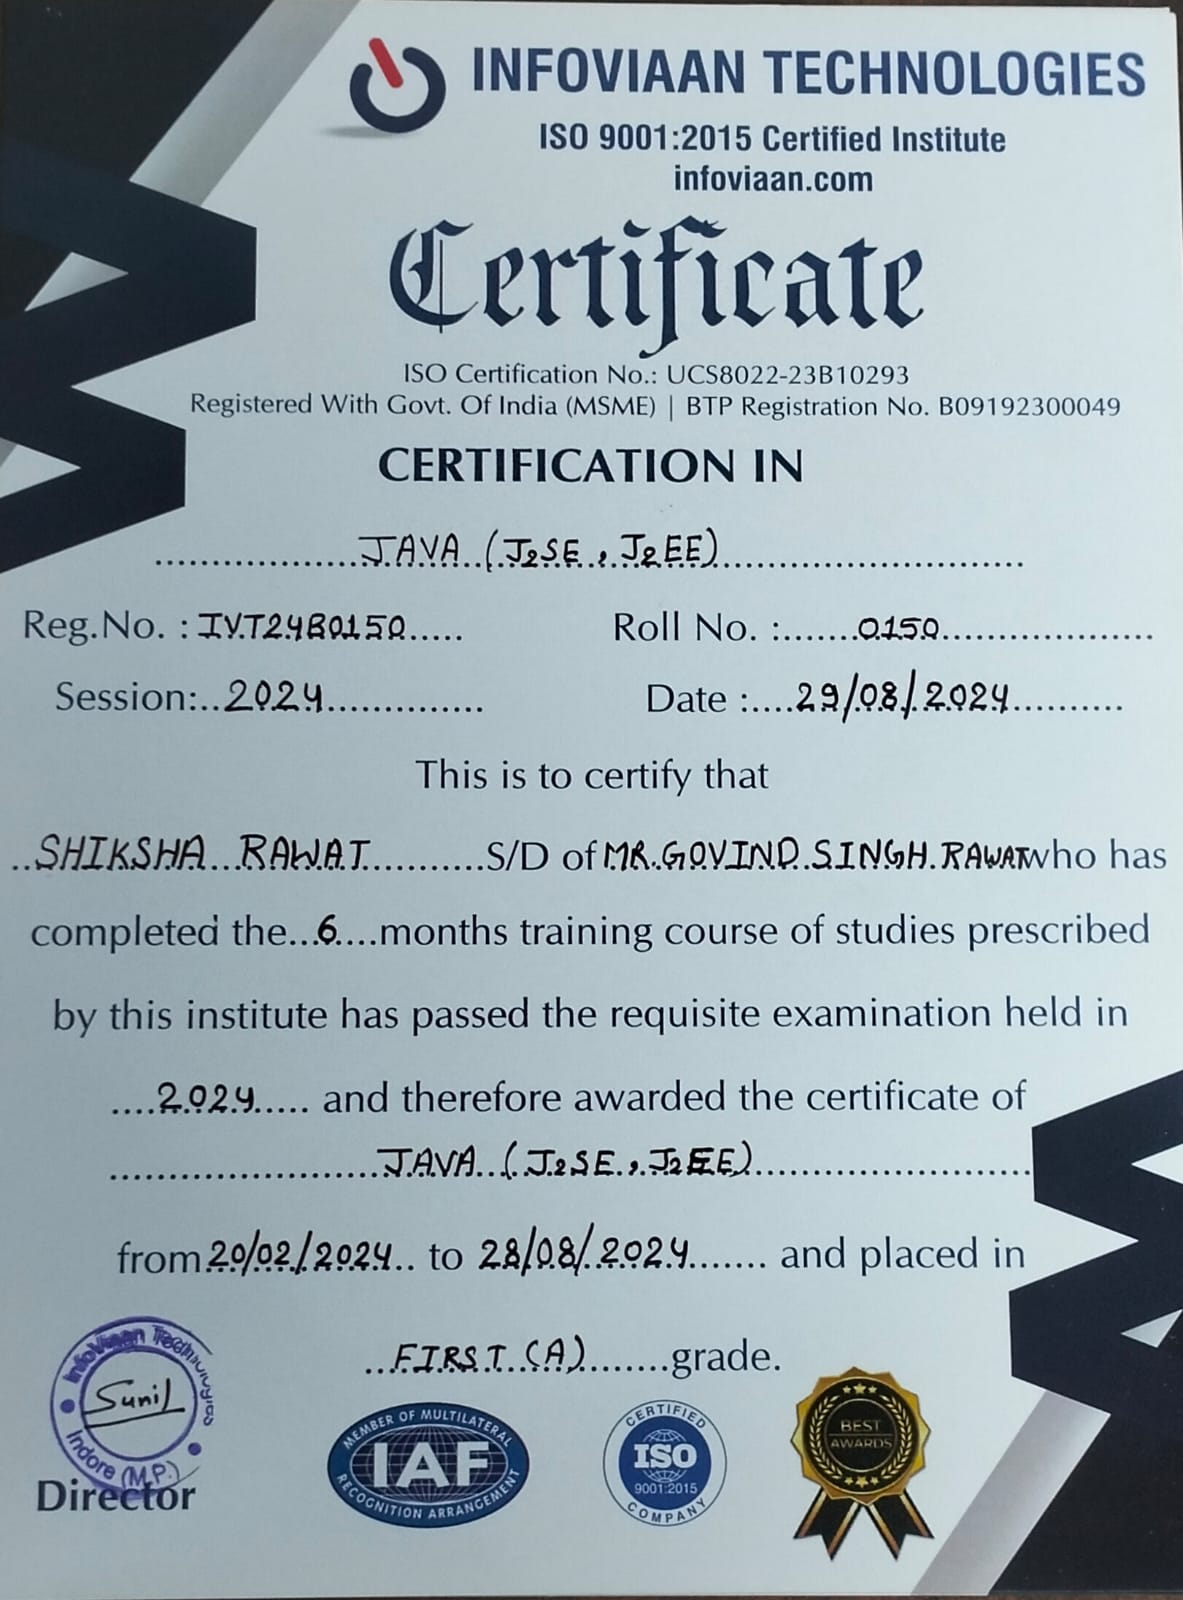 INFOVIAAN TECHNOLOGIES
ISO 9001:2015 Certified Institute
infoviaan.com
Certificate
ISO Certification No.: UCS8022-23B10293
Registered With Govt. Of India (MSME) | BTP Registration No. B09192300049
CERTIFICATION IN
JAVA (J2SE, J2EE)
Reg.No. : IVT24B0150 Roll No. : 0150
Session: 2024 Date : 29/08/2024
This is to certify that
SHIKSHA RAWAT S/D of MR. GOVIND SINGH RAWAT who has
completed the 6 months training course of studies prescribed
by this institute has passed the requisite examination held in
2024 and therefore awarded the certificate of
JAVA (J2SE, J2EE)
from 20/02/2024 to 28/08/2024 and placed in
FIRST (A) grade.
InfoViaan Technologies
Sunil
Indore (M.P.)
Director
MEMBER OF MULTILATERAL
IAF
RECOGNITION ARRANGEMENT
CERTIFIED
ISO
9001:2015
COMPANY
BEST
AWARDS